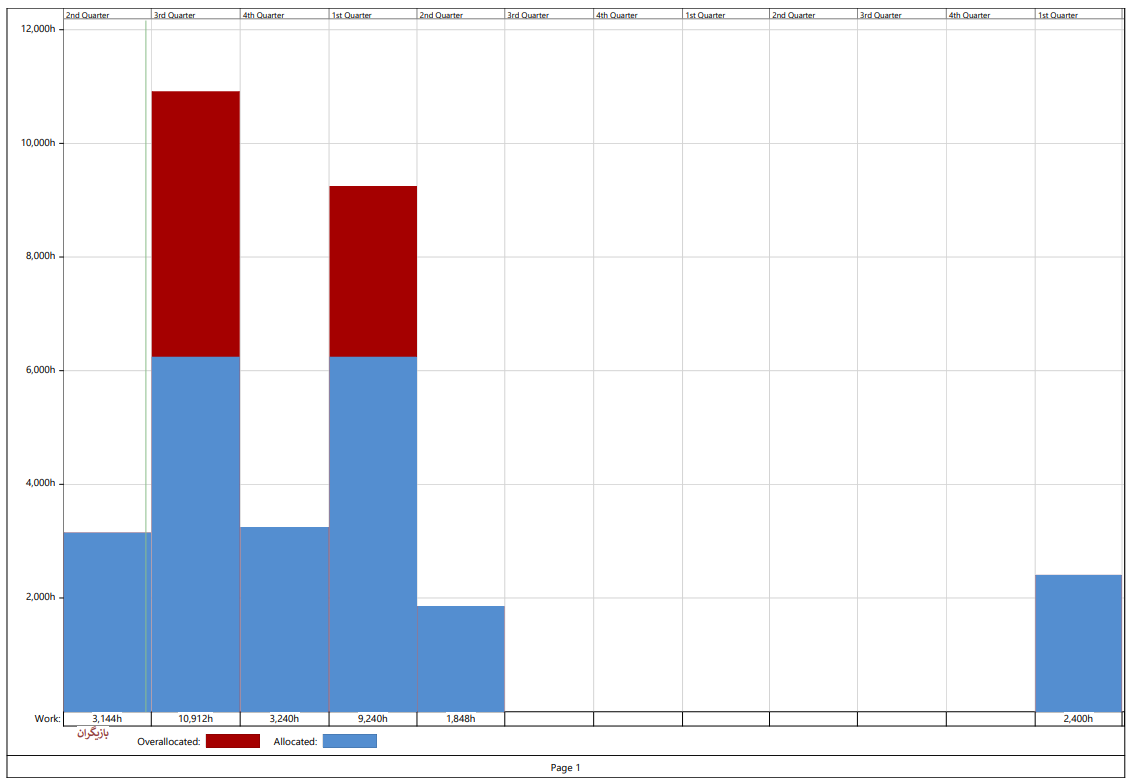 2nd Quarter 3rd Quarter 4th Quarter 1st Quarter 2nd Quarter 3rd Quarter 4th Quarter 1st Quarter 2nd Quarter 3rd Quarter 4th Quarter 1st Quarter
12,000h
10,000h
8,000h
6,000h
4,000h
2,000h
Work: 3,144h 10,912h 3,240h 9,240h 1,848h 2,400h
بازیگران
Overallocated: Allocated:
Page 1